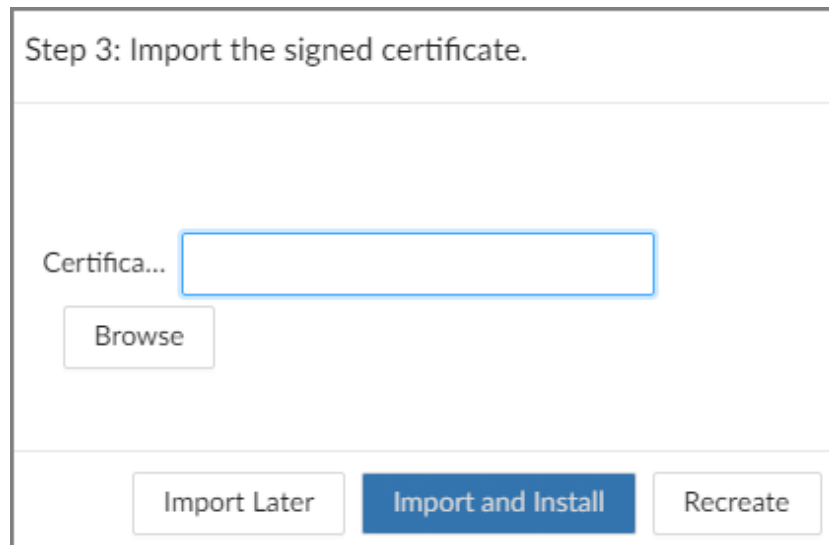 Step 3: Import the signed certificate.
Certifica...
Browse
Import Later Import and Install Recreate